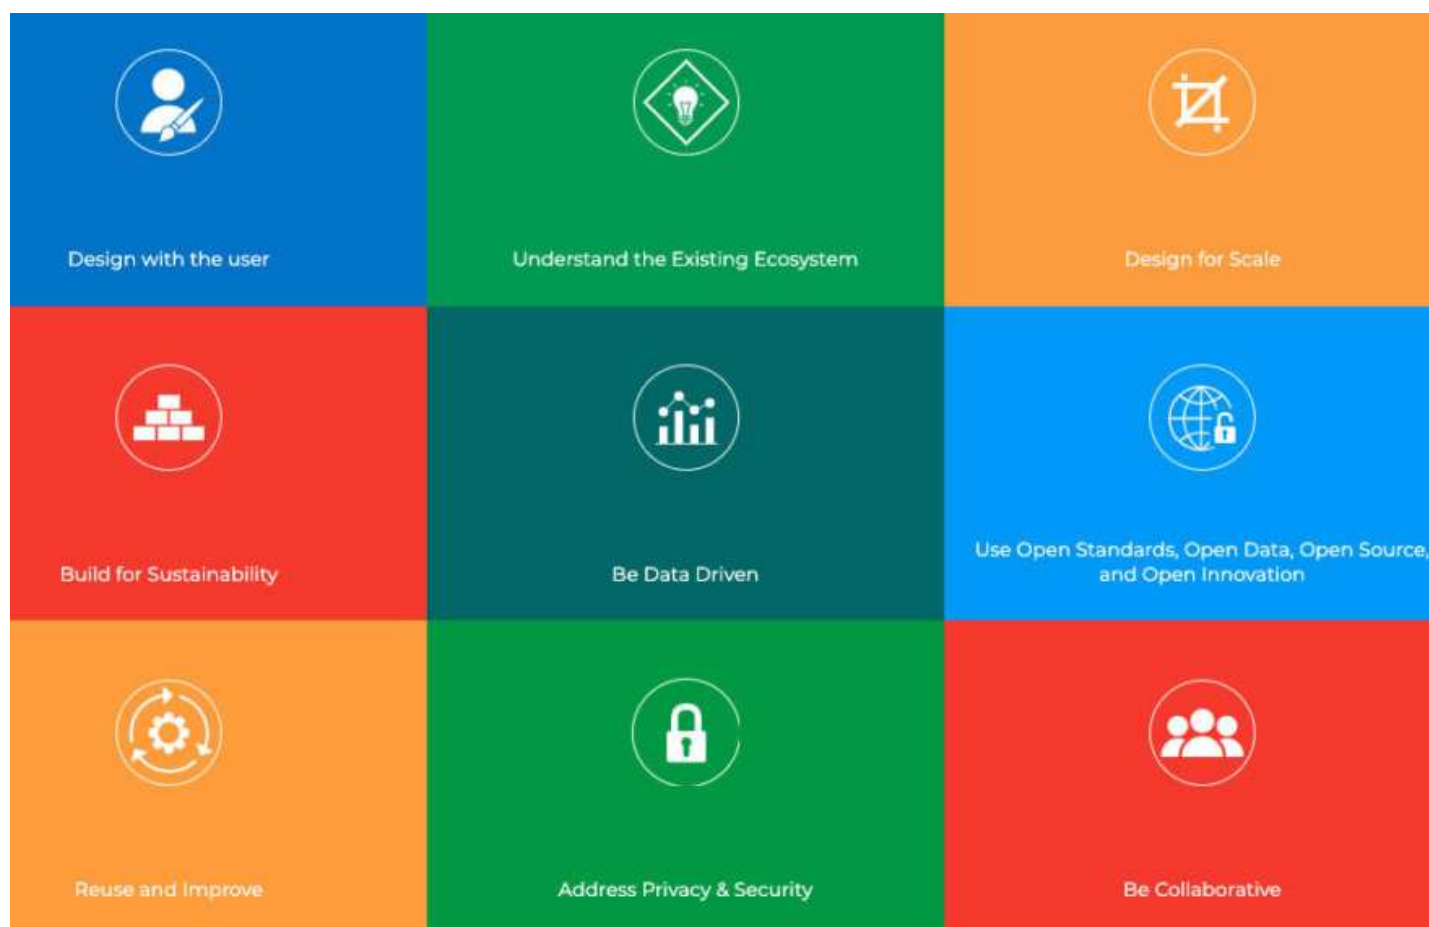 Design with the user
Understand the Existing Ecosystem
Design for Scale
Build for Sustainability
Be Data Driven
Use Open Standards, Open Data, Open Source,
and Open Innovation
Reuse and Improve
Address Privacy & Security
Be Collaborative